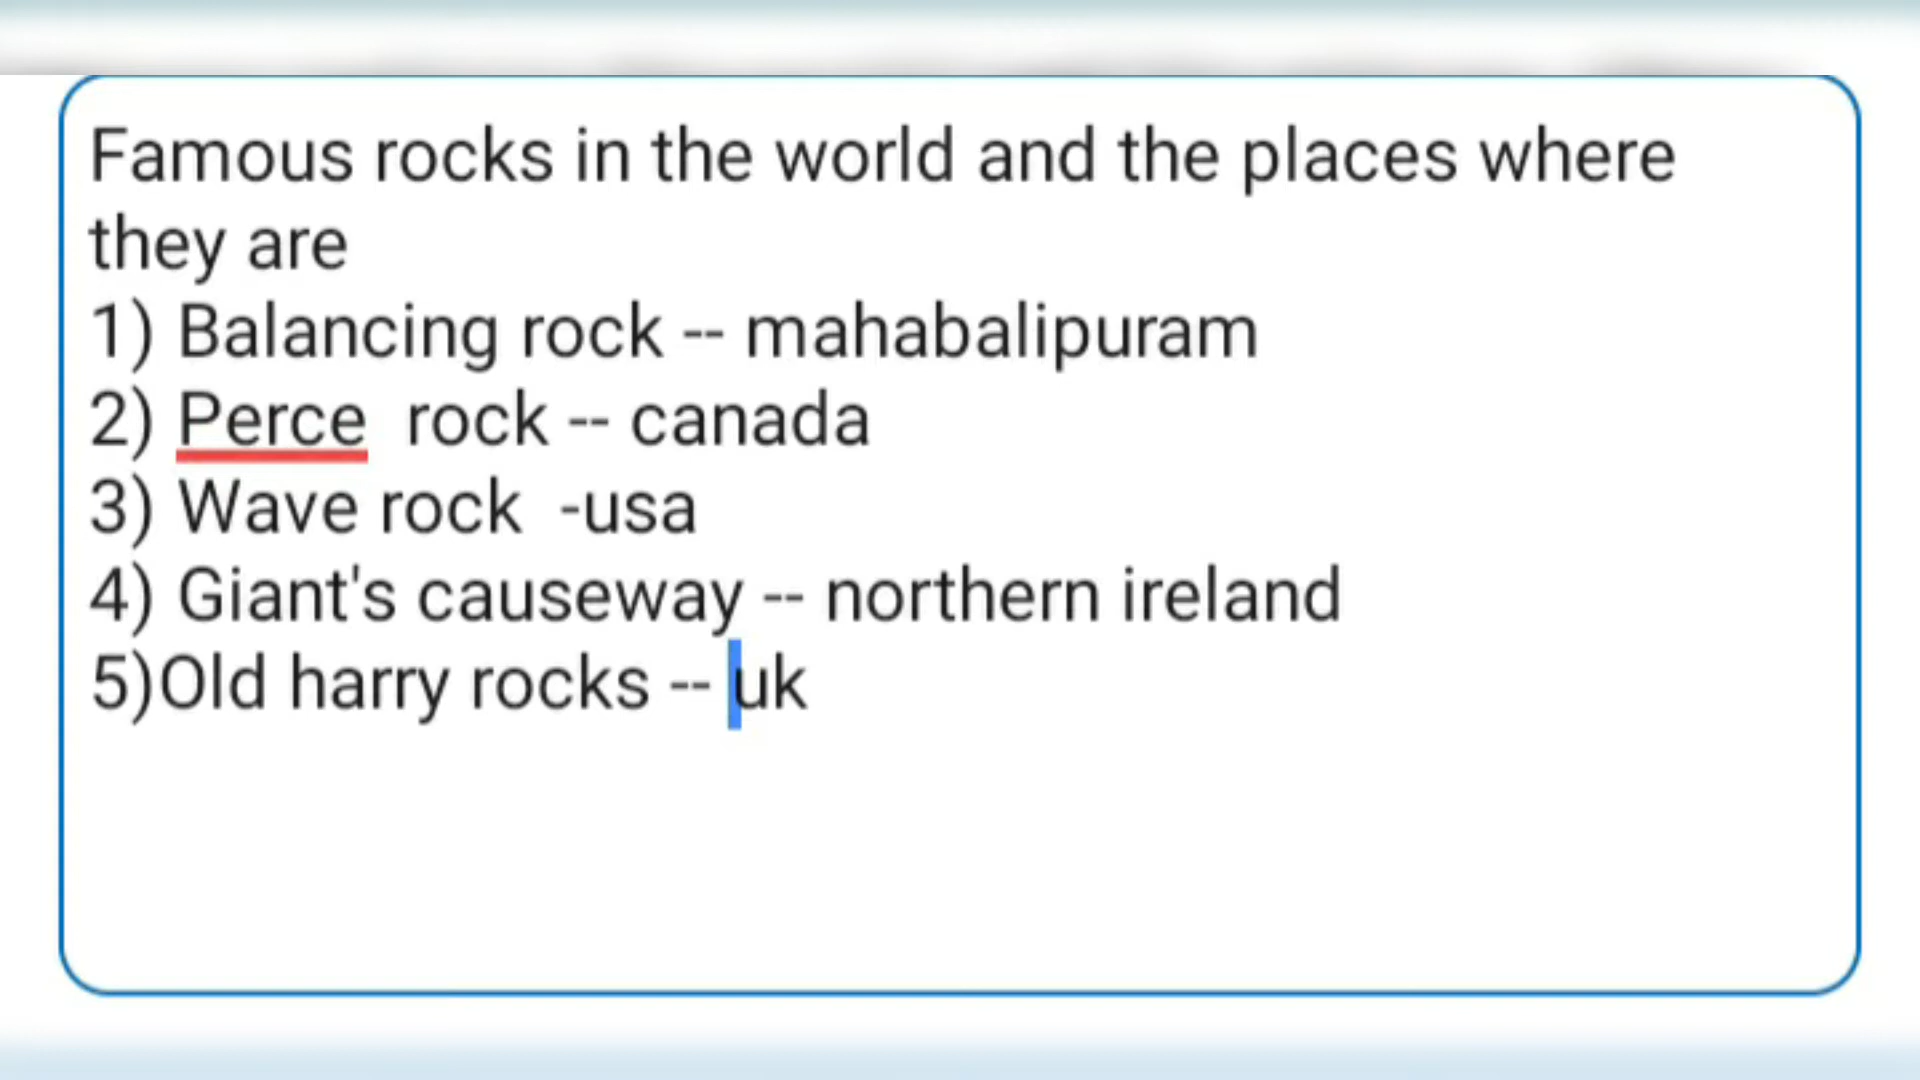 Famous rocks in the world and the places where
they are
1) Balancing rock -- mahabalipuram
2) Perce  rock -- canada
3) Wave rock  -usa
4) Giant's causeway -- northern ireland
5)Old harry rocks -- uk